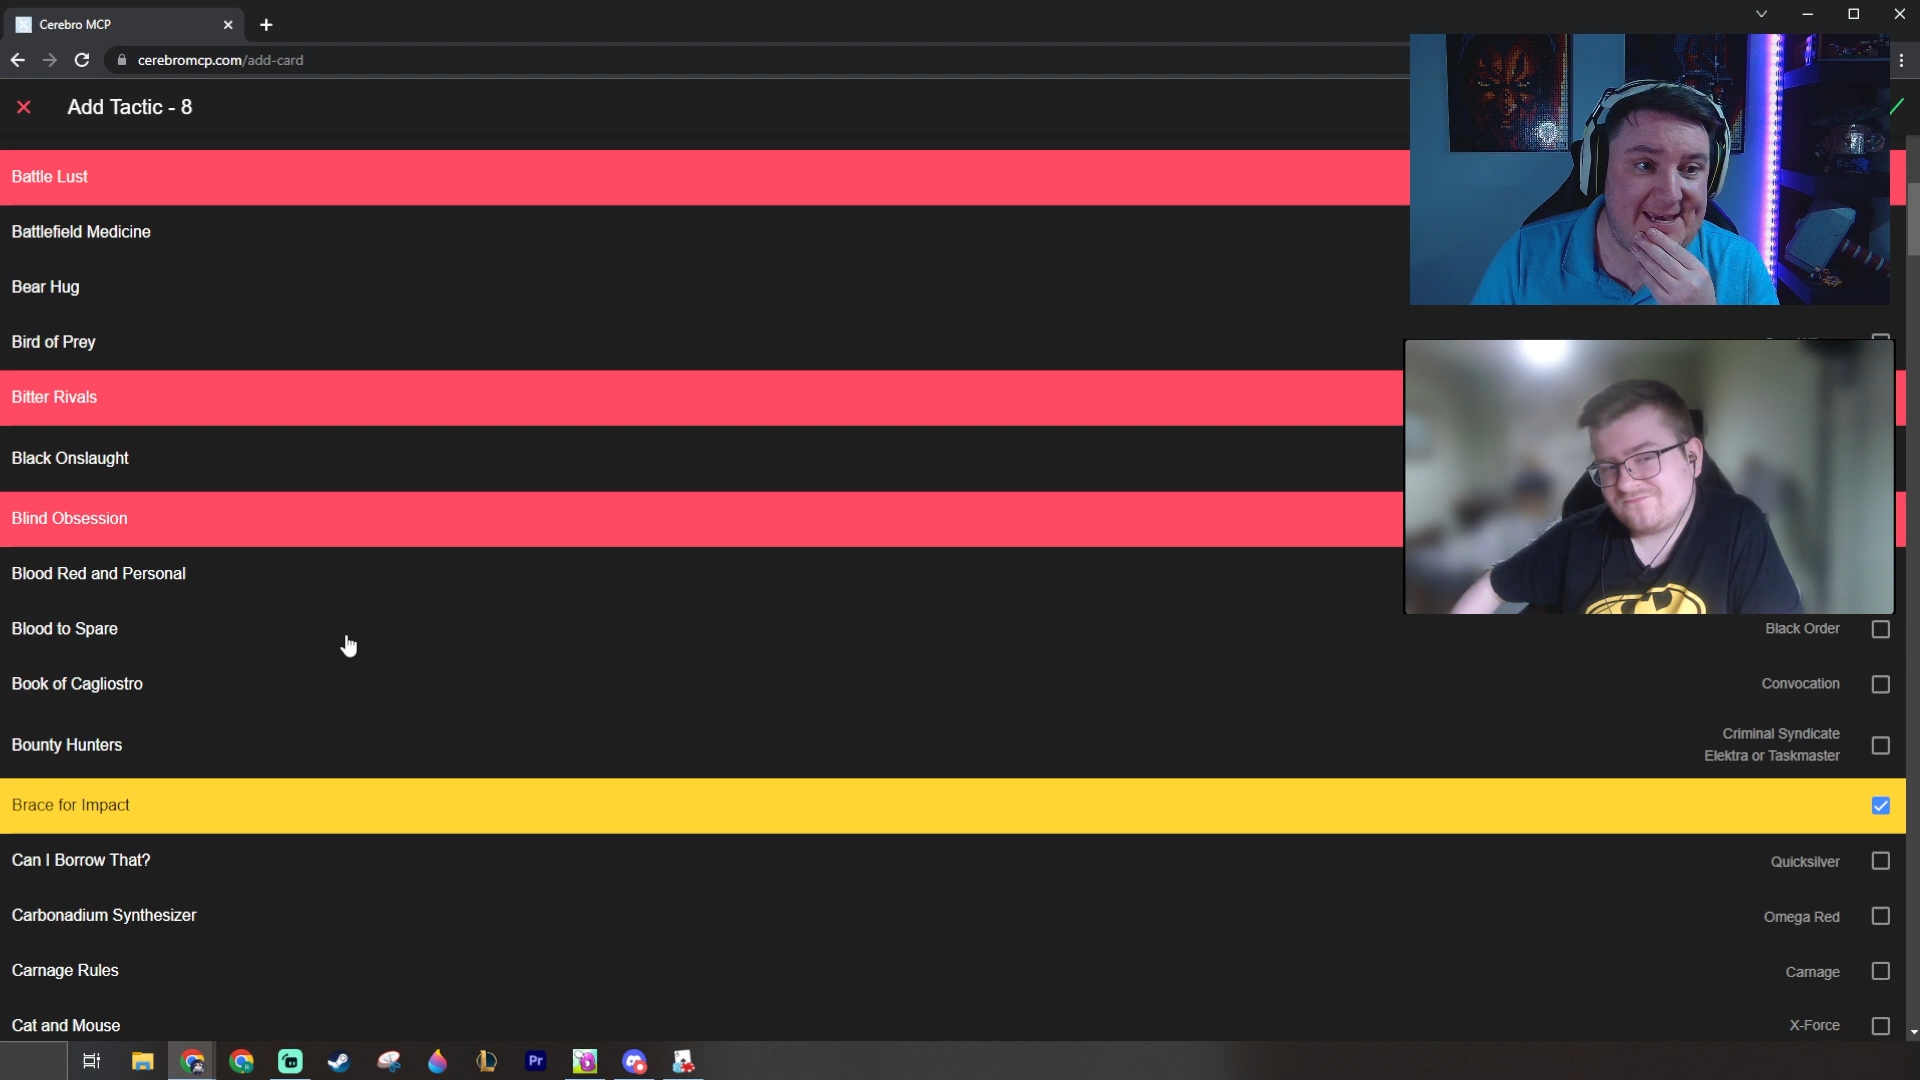 Cerebro MCP
cerebromcp.com/add-card
Add Tactic - 8
Battle Lust
Battlefield Medicine
Bear Hug
Bird of Prey
Bitter Rivals
Black Onslaught
Blind Obsession
Blood Red and Personal
Blood to Spare
Black Order
Book of Cagliostro
Convocation
Bounty Hunters
Criminal Syndicate
Elektra or Taskmaster
Brace for Impact
Can I Borrow That?
Quicksilver
Carbonadium Synthesizer
Omega Red
Carnage Rules
Carnage
Cat and Mouse
X-Force
Pr